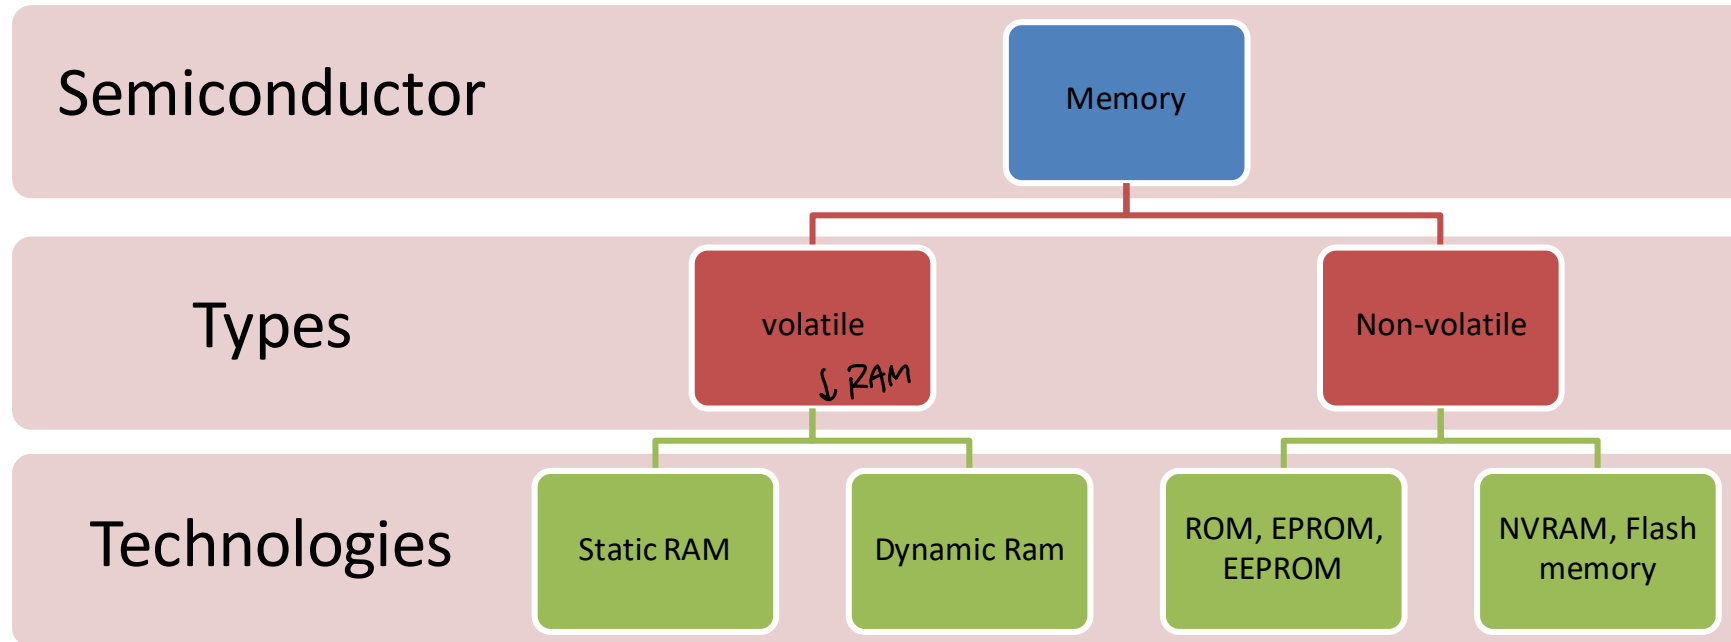 Semiconductor
Memory
Types
volatile
↓ RAM
Non-volatile
Technologies
Static RAM
Dynamic Ram
ROM, EPROM,
EEPROM
NVRAM, Flash
memory